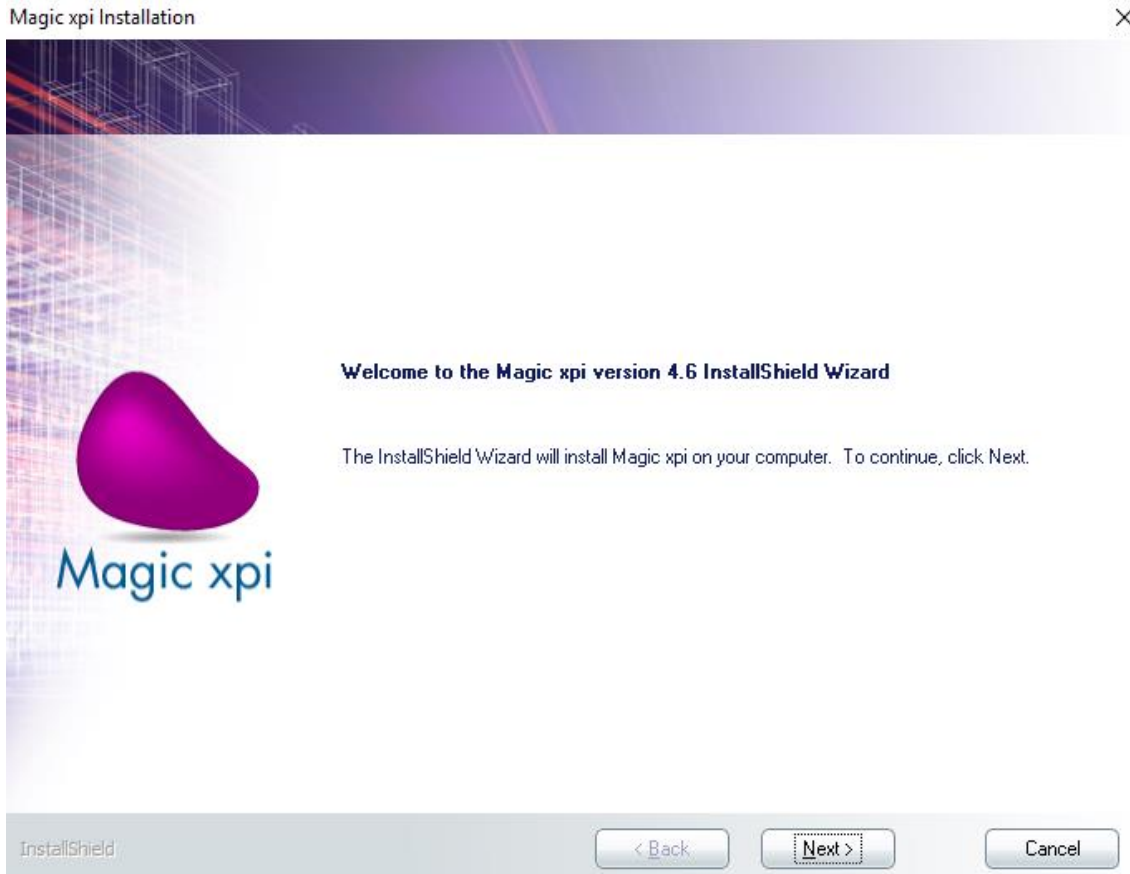 Magic xpi Installation
Welcome to the Magic xpi version 4.6 InstallShield Wizard
The InstallShield Wizard will install Magic xpi on your computer. To continue, click Next.
Magic xpi
InstallShield
< Back
Next >
Cancel